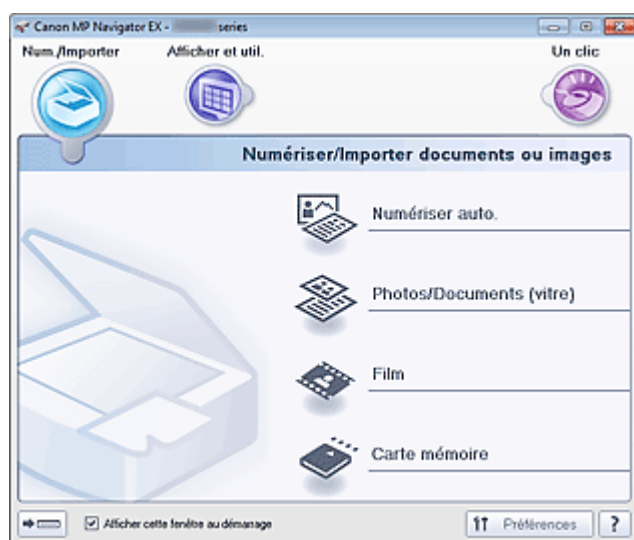 Canon MP Navigator EX - series
Num./Importer Afficher et util. Un clic
Numériser/Importer documents ou images
Numériser auto.
Photos/Documents (vitre)
Film
Carte mémoire
Afficher cette fenêtre au démarrage Préférences ?